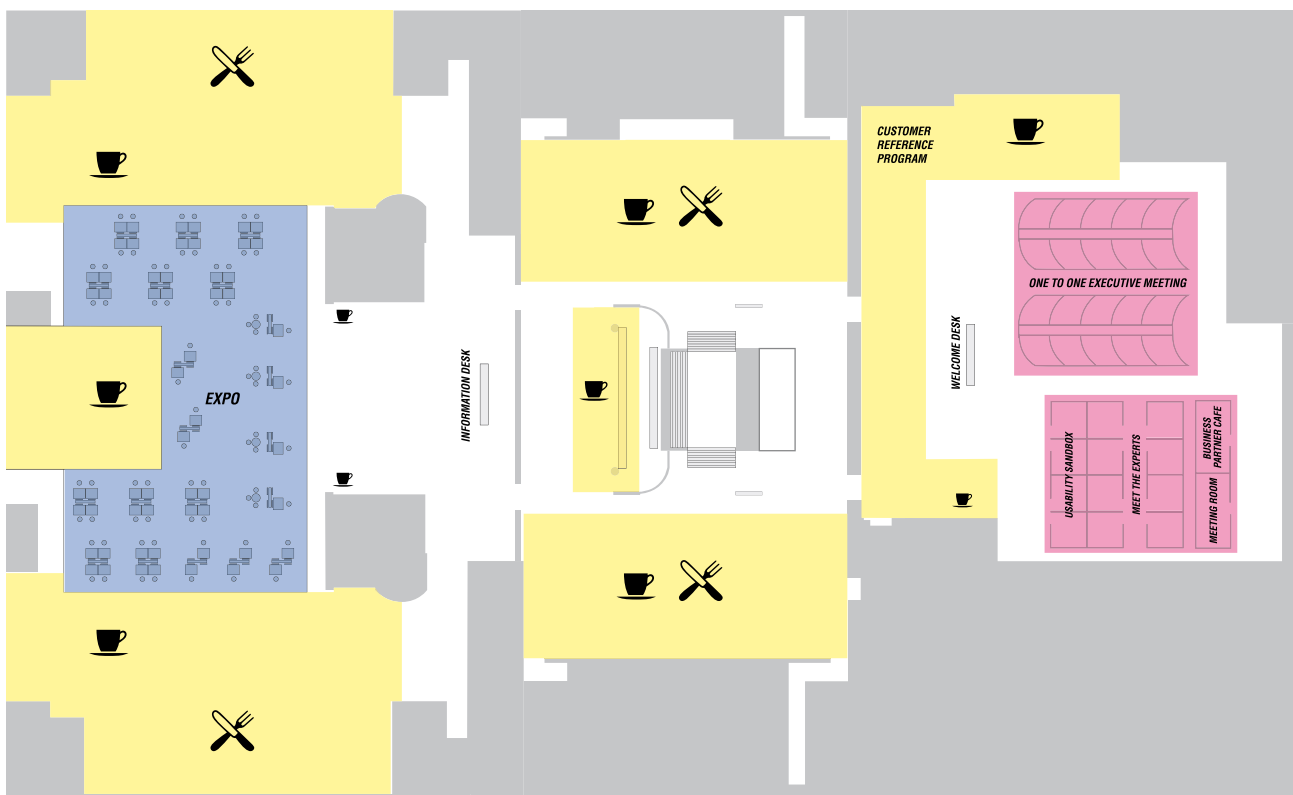 CUSTOMER
REFERENCE
PROGRAM
ONE TO ONE EXECUTIVE MEETING
EXPO
INFORMATION DESK
WELCOME DESK
USABILITY SANDBOX
MEET THE EXPERTS
BUSINESS
PARTNER CAFE
MEETING ROOM